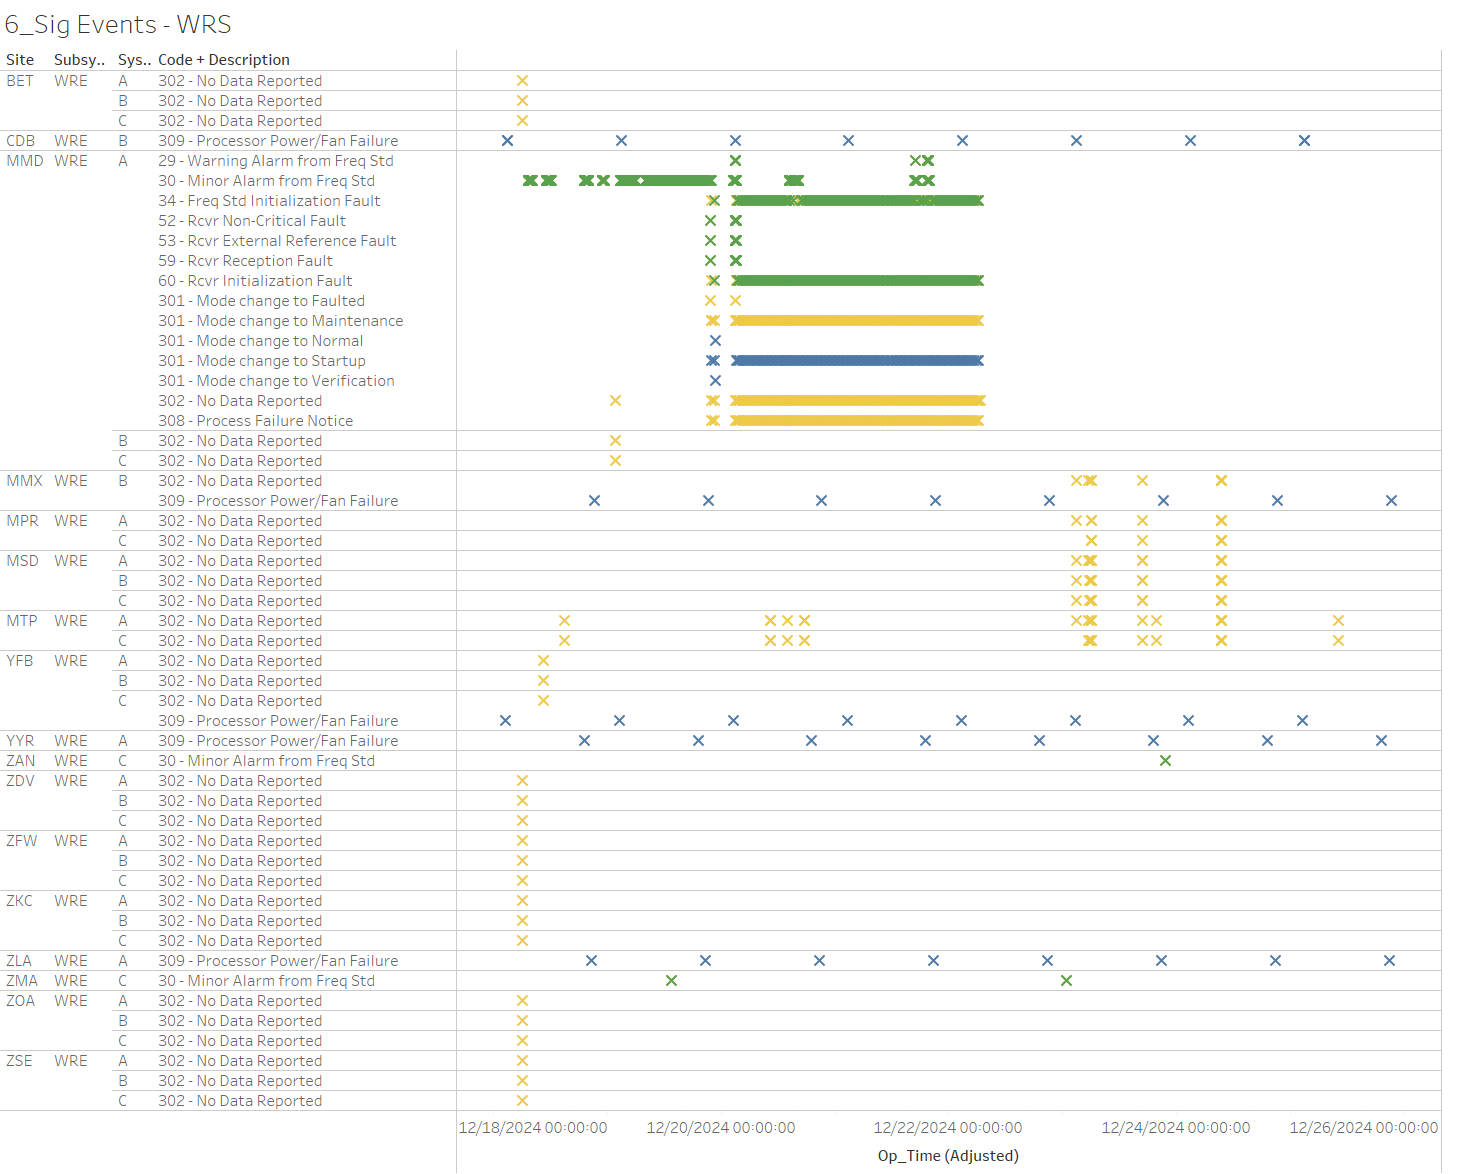 6_Sig Events - WRS
Site Subsy.. Sys.. Code + Description
BET WRE A 302 - No Data Reported
B 302 - No Data Reported
C 302 - No Data Reported
CDB WRE B 309 - Processor Power/Fan Failure
MMD WRE A 29 - Warning Alarm from Freq Std
30 - Minor Alarm from Freq Std
34 - Freq Std Initialization Fault
52 - Rcvr Non-Critical Fault
53 - Rcvr External Reference Fault
59 - Rcvr Reception Fault
60 - Rcvr Initialization Fault
301 - Mode change to Faulted
301 - Mode change to Maintenance
301 - Mode change to Normal
301 - Mode change to Startup
301 - Mode change to Verification
302 - No Data Reported
308 - Process Failure Notice
B 302 - No Data Reported
C 302 - No Data Reported
MMX WRE B 302 - No Data Reported
309 - Processor Power/Fan Failure
MPR WRE A 302 - No Data Reported
C 302 - No Data Reported
MSD WRE A 302 - No Data Reported
B 302 - No Data Reported
C 302 - No Data Reported
MTP WRE A 302 - No Data Reported
C 302 - No Data Reported
YFB WRE A 302 - No Data Reported
B 302 - No Data Reported
C 302 - No Data Reported
309 - Processor Power/Fan Failure
YYR WRE A 309 - Processor Power/Fan Failure
ZAN WRE C 30 - Minor Alarm from Freq Std
ZDV WRE A 302 - No Data Reported
B 302 - No Data Reported
C 302 - No Data Reported
ZFW WRE A 302 - No Data Reported
B 302 - No Data Reported
C 302 - No Data Reported
ZKC WRE A 302 - No Data Reported
B 302 - No Data Reported
C 302 - No Data Reported
ZLA WRE A 309 - Processor Power/Fan Failure
ZMA WRE C 30 - Minor Alarm from Freq Std
ZOA WRE A 302 - No Data Reported
B 302 - No Data Reported
C 302 - No Data Reported
ZSE WRE A 302 - No Data Reported
B 302 - No Data Reported
C 302 - No Data Reported
12/18/2024 00:00:00 12/20/2024 00:00:00 12/22/2024 00:00:00 12/24/2024 00:00:00 12/26/2024 00:00:00
Op_Time (Adjusted)